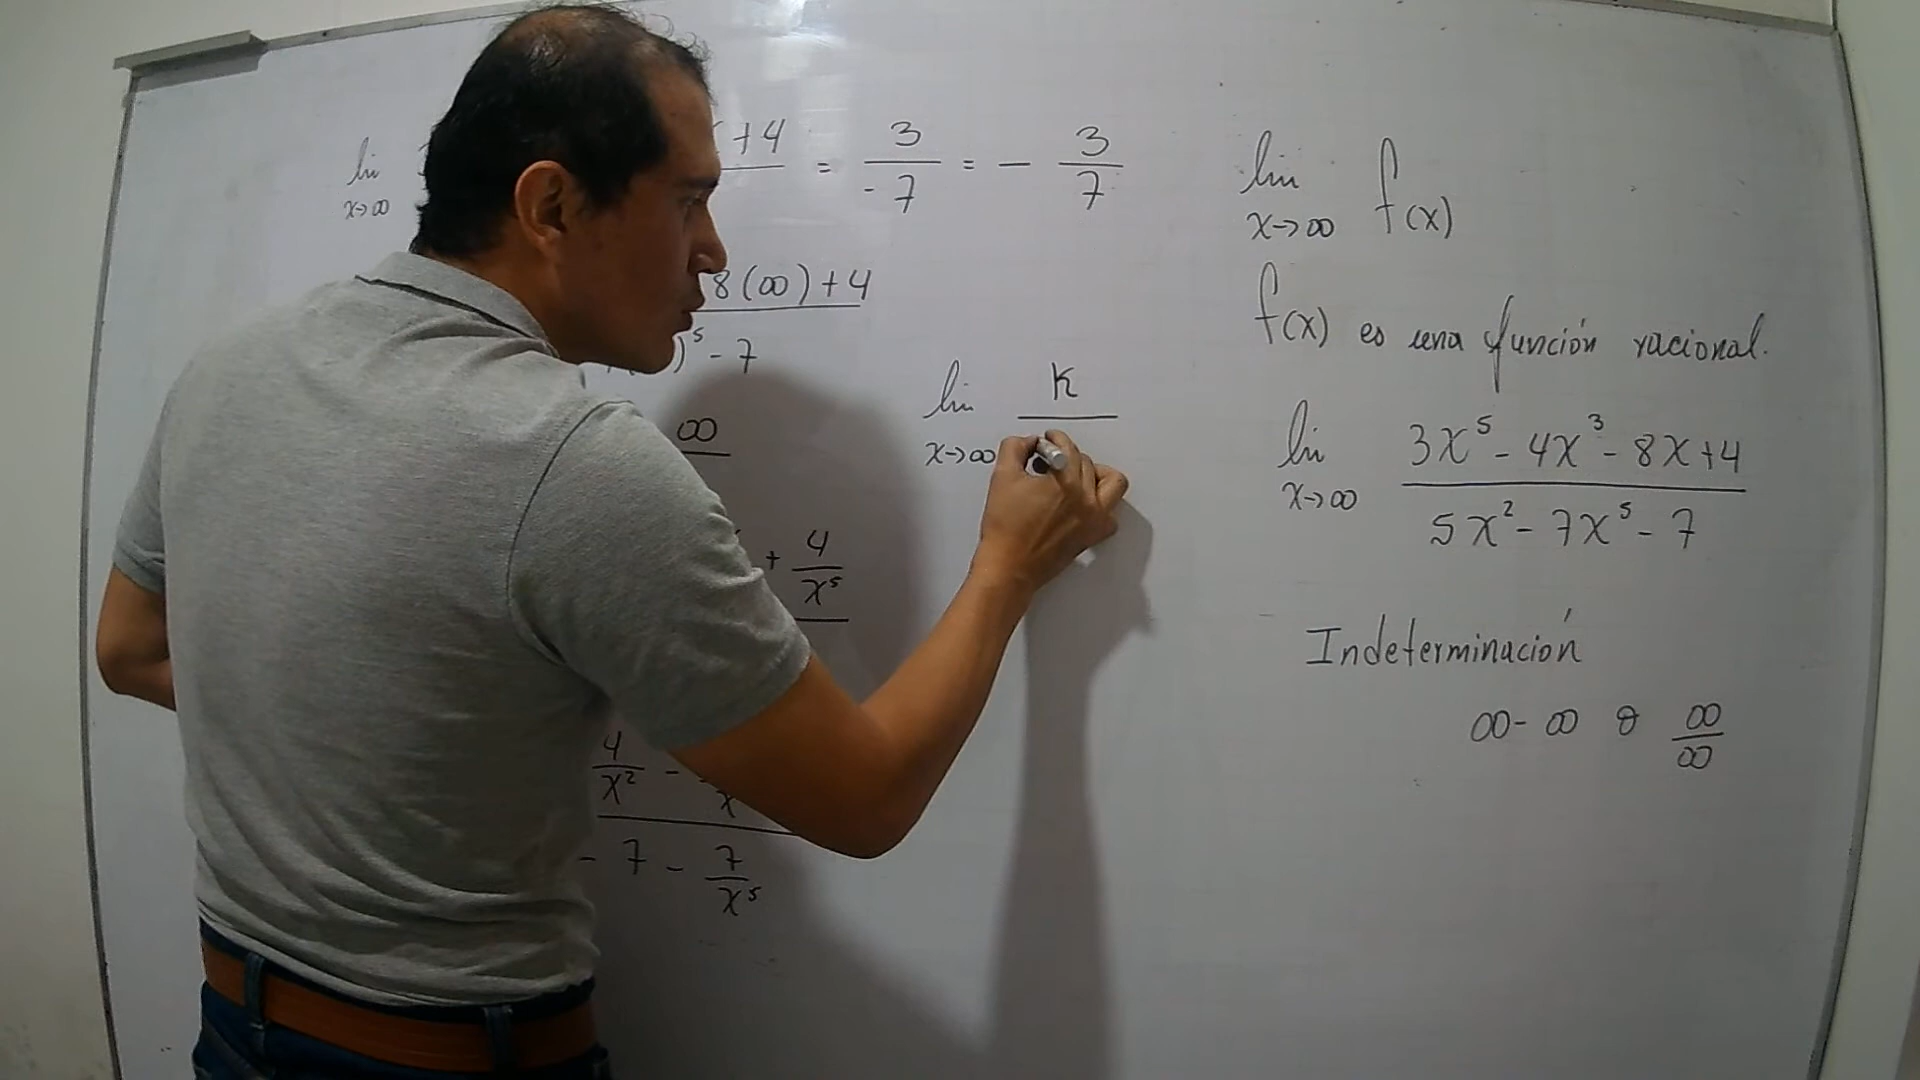 lim x→∞ +4 = 3/-7 = - 3/7
8(∞)+4
)⁵ - 7
∞
+ 4/x⁵
4/x² -
- 7 - 7/x⁵
lim x→∞ K
lim x→∞ f(x)
f(x) es una función racional.
lim x→∞ (3x⁵ - 4x³ - 8x + 4)/(5x² - 7x⁵ - 7)
Indeterminación
∞-∞ o ∞/∞